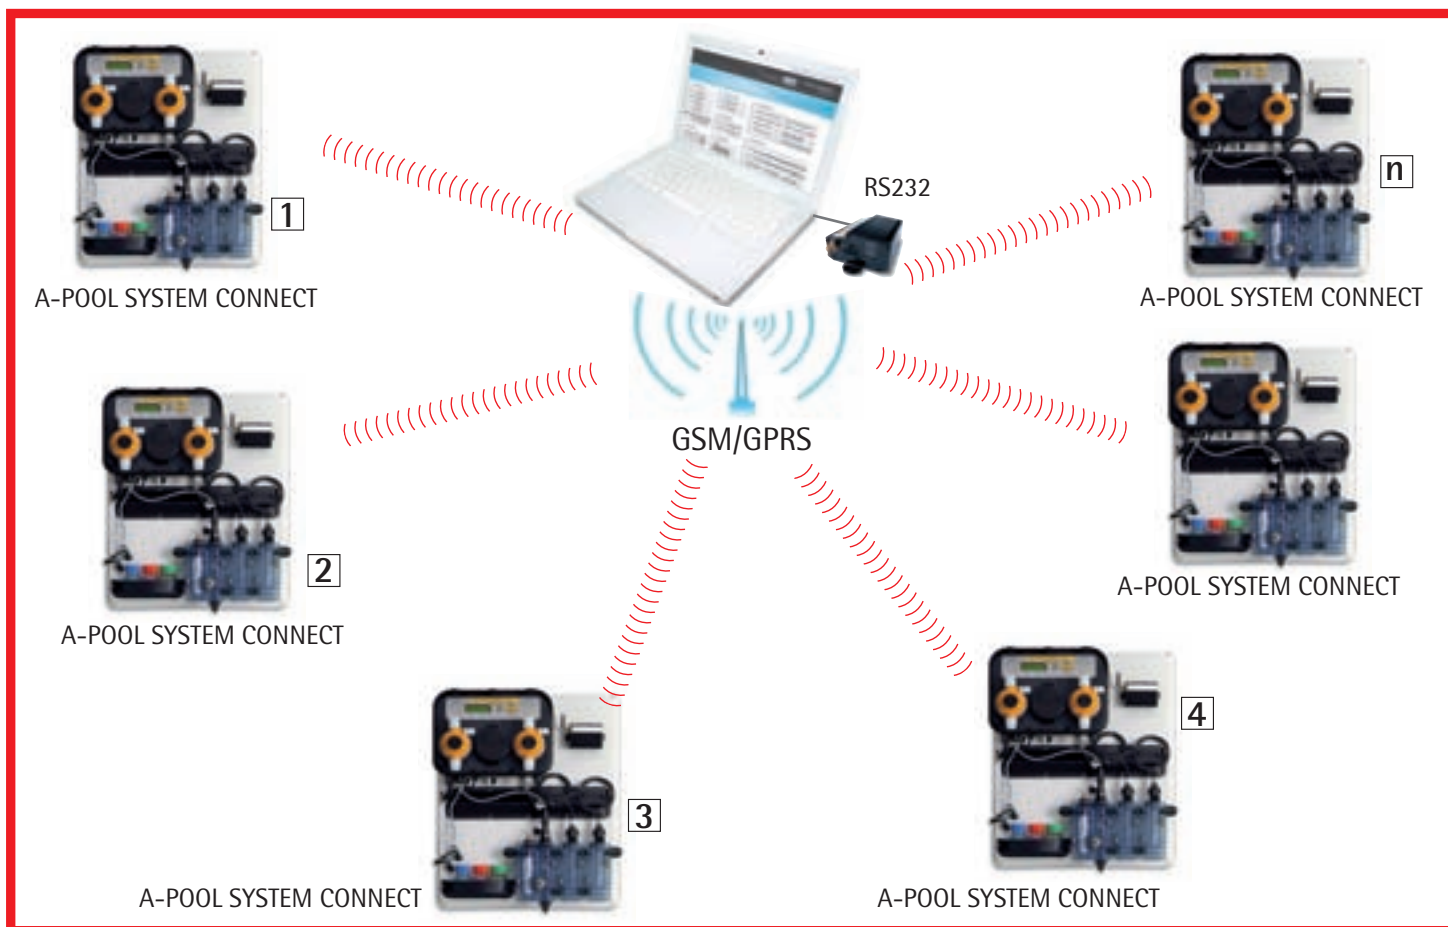 RS232
n
1
A-POOL SYSTEM CONNECT
A-POOL SYSTEM CONNECT
GSM/GPRS
2
A-POOL SYSTEM CONNECT
A-POOL SYSTEM CONNECT
4
3
A-POOL SYSTEM CONNECT
A-POOL SYSTEM CONNECT